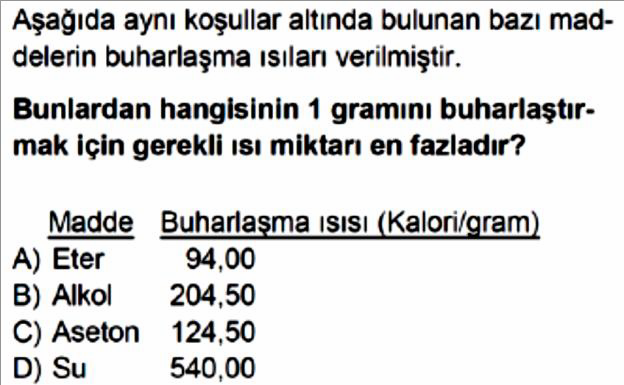 Aşağıda aynı koşullar altında bulunan bazı mad-
delerin buharlaşma ısıları verilmiştir.
Bunlardan hangisinin 1 gramını buharlaştır-
mak için gerekli ısı miktarı en fazladır?
Madde Buharlaşma ısısı (Kalori/gram)
A) Eter 94,00
B) Alkol 204,50
C) Aseton 124,50
D) Su 540,00